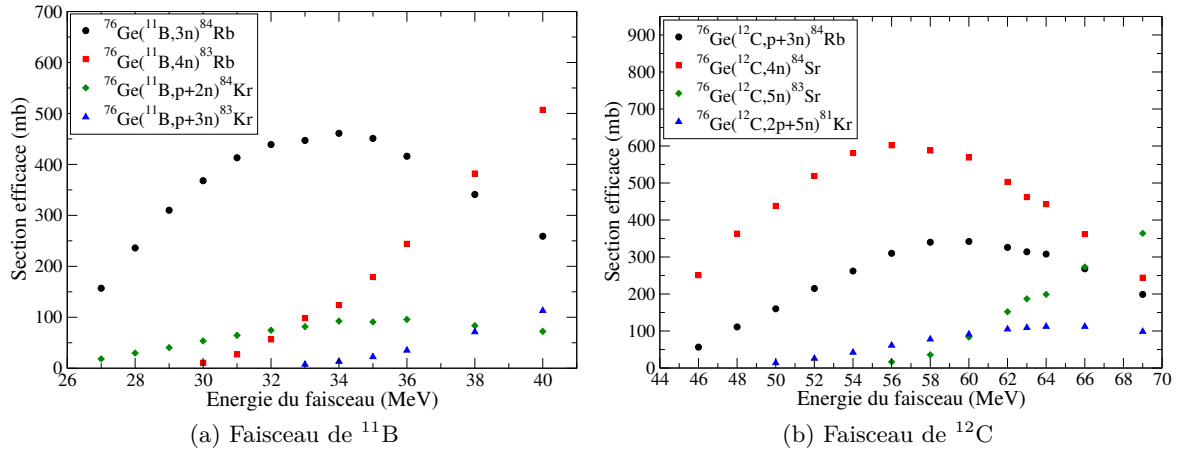 700
600
500
400
300
200
100
0
Section efficace (mb)
⁷⁶Ge(¹¹B,3n)⁸⁴Rb
⁷⁶Ge(¹¹B,4n)⁸³Rb
⁷⁶Ge(¹¹B,p+2n)⁸⁴Kr
⁷⁶Ge(¹¹B,p+3n)⁸³Kr
26 28 30 32 34 36 38 40
Energie du faisceau (MeV)
(a) Faisceau de ¹¹B
900
800
700
600
500
400
300
200
100
0
Section efficace (mb)
⁷⁶Ge(¹²C,p+3n)⁸⁴Rb
⁷⁶Ge(¹²C,4n)⁸⁴Sr
⁷⁶Ge(¹²C,5n)⁸³Sr
⁷⁶Ge(¹²C,2p+5n)⁸¹Kr
44 46 48 50 52 54 56 58 60 62 64 66 68 70
Energie du faisceau (MeV)
(b) Faisceau de ¹²C